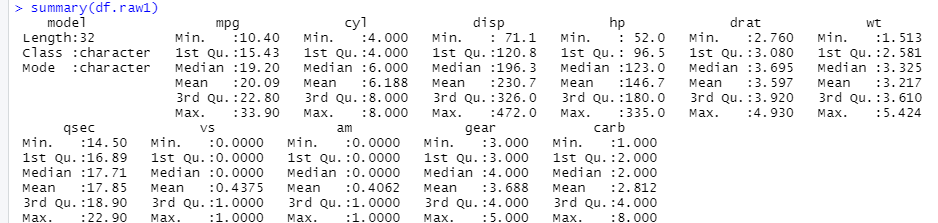 > summary(df.raw1)
    model                mpg             cyl             disp             hp             drat             wt       
 Length:32          Min.   :10.40   Min.   :4.000   Min.   : 71.1   Min.   : 52.0   Min.   :2.760   Min.   :1.513  
 Class :character   1st Qu.:15.43   1st Qu.:4.000   1st Qu.:120.8   1st Qu.: 96.5   1st Qu.:3.080   1st Qu.:2.581  
 Mode  :character   Median :19.20   Median :6.000   Median :196.3   Median :123.0   Median :3.695   Median :3.325  
                    Mean   :20.09   Mean   :6.188   Mean   :230.7   Mean   :146.7   Mean   :3.597   Mean   :3.217  
                    3rd Qu.:22.80   3rd Qu.:8.000   3rd Qu.:326.0   3rd Qu.:180.0   3rd Qu.:3.920   3rd Qu.:3.610  
                    Max.   :33.90   Max.   :8.000   Max.   :472.0   Max.   :335.0   Max.   :4.930   Max.   :5.424  
      qsec             vs               am              gear            carb      
 Min.   :14.50   Min.   :0.0000   Min.   :0.0000   Min.   :3.000   Min.   :1.000  
 1st Qu.:16.89   1st Qu.:0.0000   1st Qu.:0.0000   1st Qu.:3.000   1st Qu.:2.000  
 Median :17.71   Median :0.0000   Median :0.0000   Median :4.000   Median :2.000  
 Mean   :17.85   Mean   :0.4375   Mean   :0.4062   Mean   :3.688   Mean   :2.812  
 3rd Qu.:18.90   3rd Qu.:1.0000   3rd Qu.:1.0000   3rd Qu.:4.000   3rd Qu.:4.000  
 Max.   :22.90   Max.   :1.0000   Max.   :1.0000   Max.   :5.000   Max.   :8.000